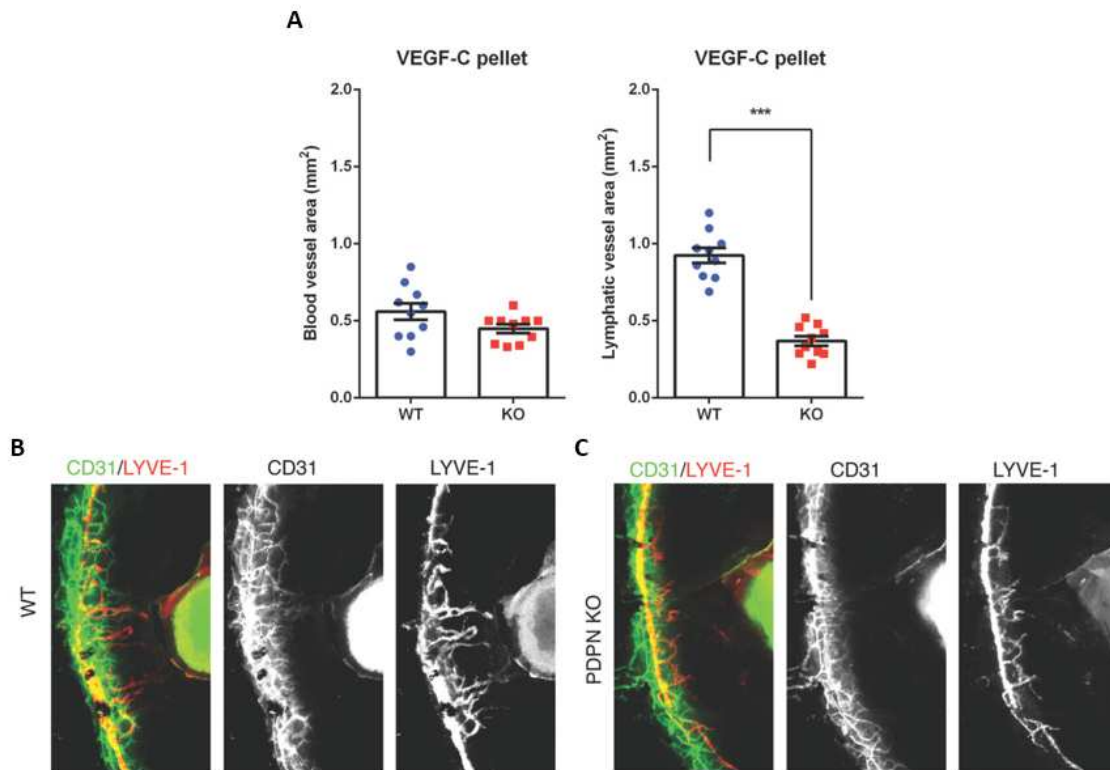 A
VEGF-C pellet
Blood vessel area (mm²)
2.0
1.5
1.0
0.5
0.0
WT
KO
VEGF-C pellet
Lymphatic vessel area (mm²)
2.0
1.5
1.0
0.5
0.0
***
WT
KO
B
CD31/LYVE-1
CD31
LYVE-1
WT
C
CD31/LYVE-1
CD31
LYVE-1
PDPN KO